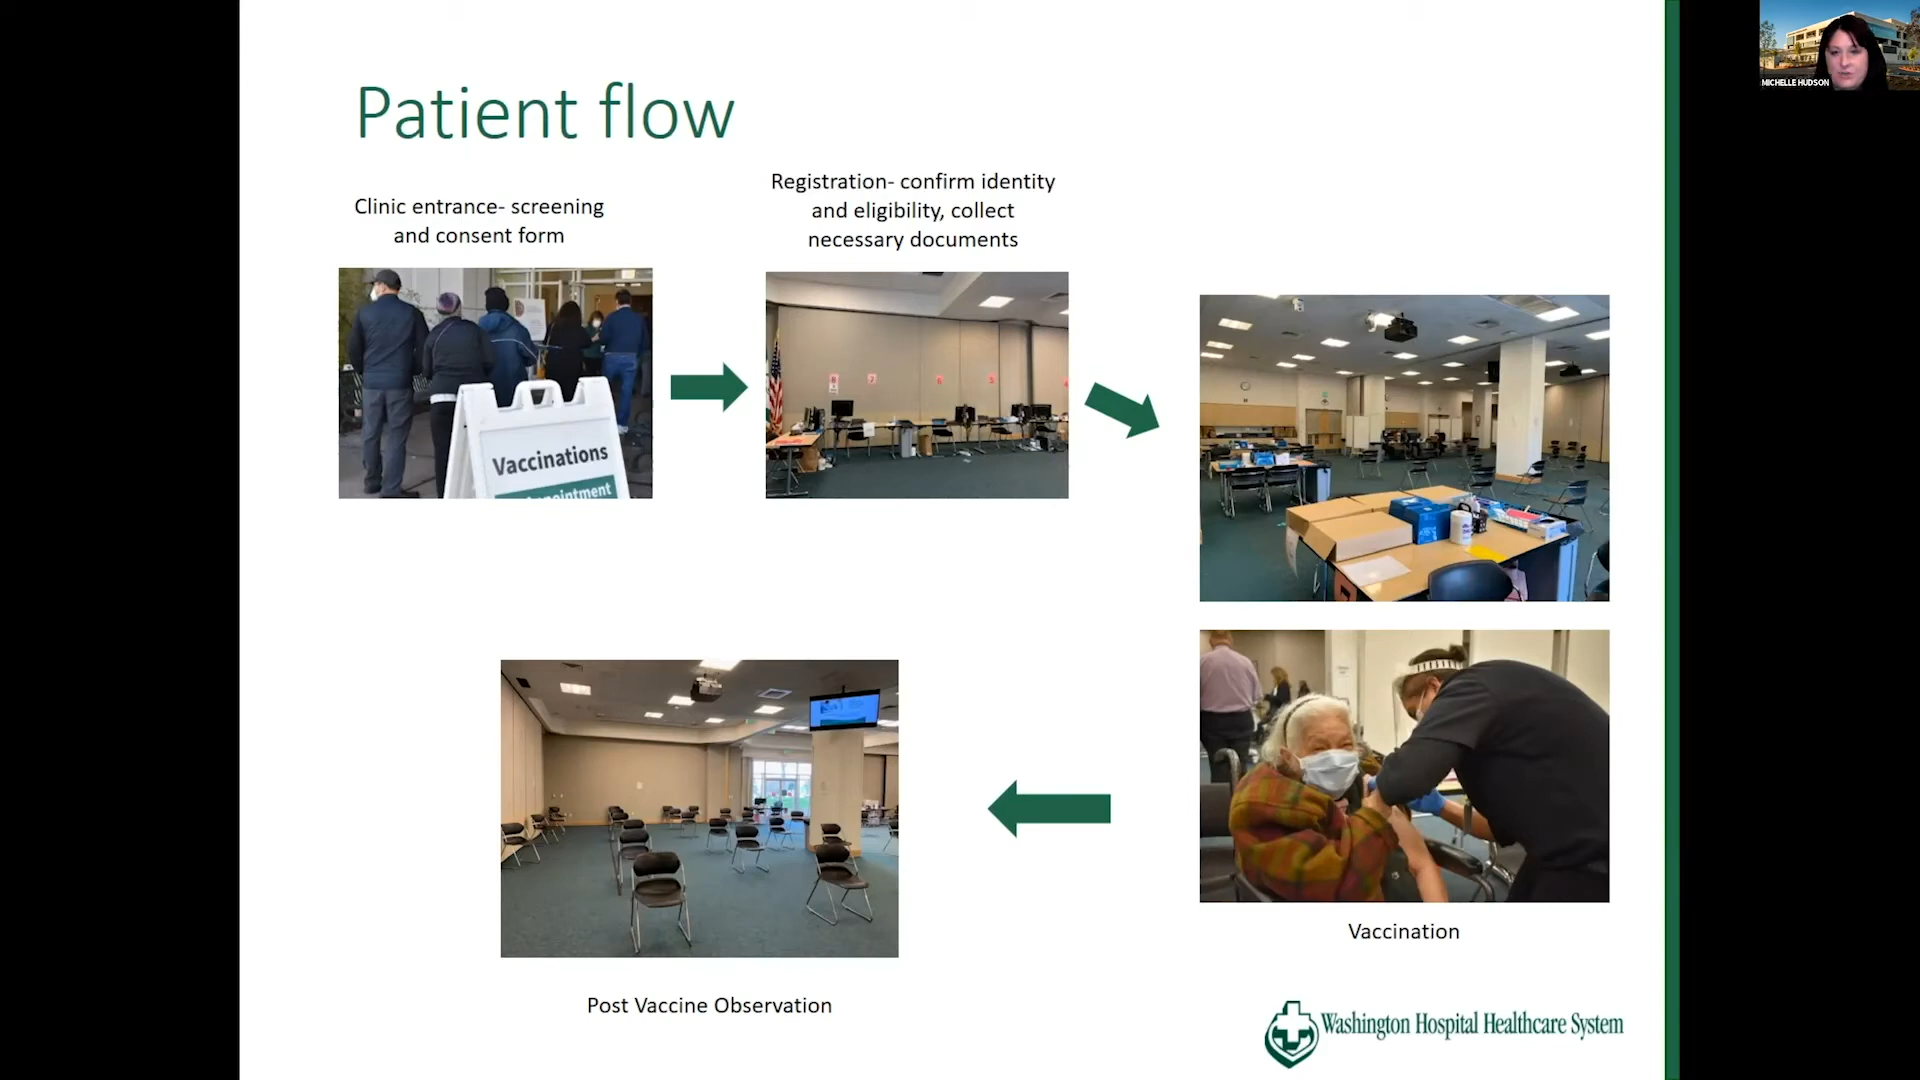 Patient flow
MICHELLE HUDSON
Clinic entrance- screening
and consent form
Registration- confirm identity
and eligibility, collect
necessary documents
Vaccinations
Vaccination
Post Vaccine Observation
Washington Hospital Healthcare System